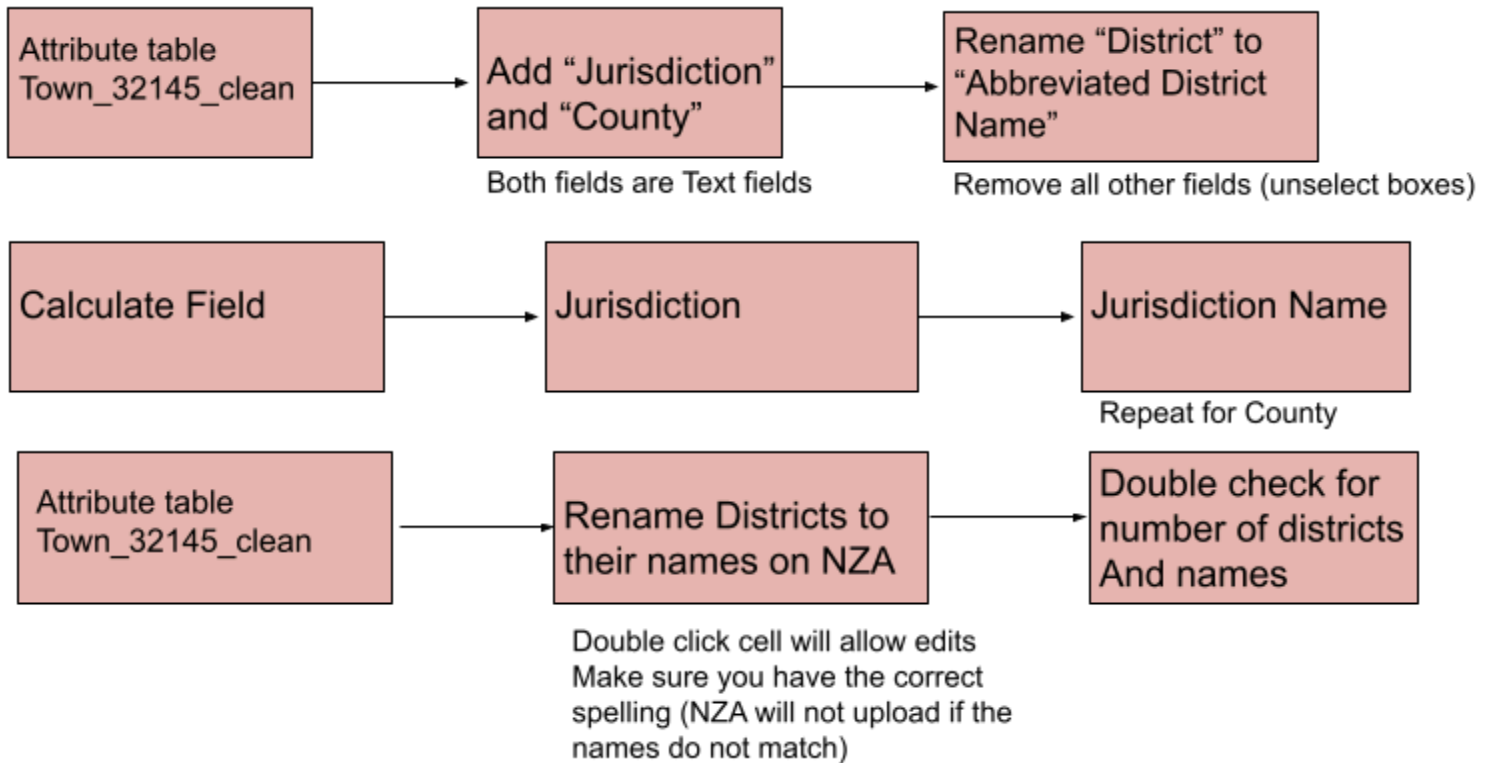 Attribute table
Town_32145_clean
Add “Jurisdiction”
and “County”
Both fields are Text fields
Rename “District” to
“Abbreviated District
Name”
Remove all other fields (unselect boxes)
Calculate Field
Jurisdiction
Jurisdiction Name
Repeat for County
Attribute table
Town_32145_clean
Rename Districts to
their names on NZA
Double click cell will allow edits
Make sure you have the correct
spelling (NZA will not upload if the
names do not match)
Double check for
number of districts
And names